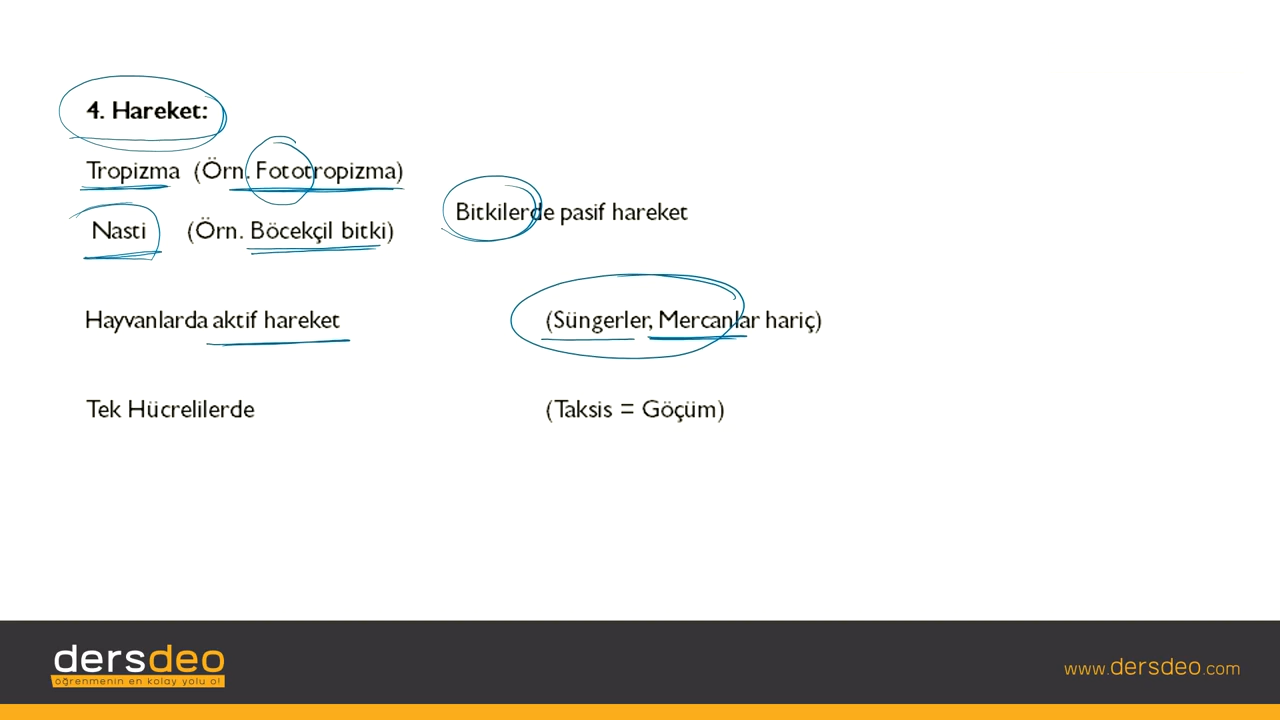 4. Hareket:
Tropizma (Örn. Fototropizma)
Bitkilerde pasif hareket
Nasti (Örn. Böcekçil bitki)
Hayvanlarda aktif hareket (Süngerler, Mercanlar hariç)
Tek Hücrelilerde (Taksis = Göçüm)
dersdeo
öğrenmenin en kolay yolu o!
www.dersdeo.com